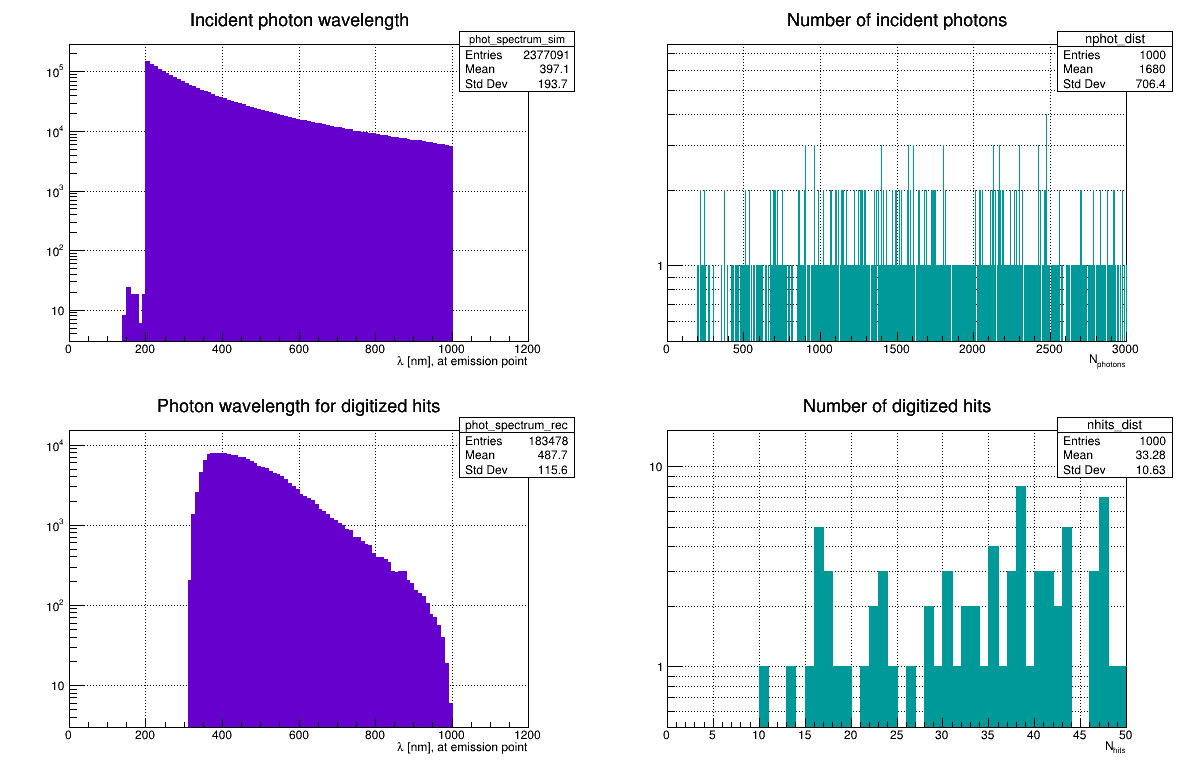 Incident photon wavelength
phot_spectrum_sim
Entries 2377091
Mean 397.1
Std Dev 193.7
10^5
10^4
10^3
10^2
10
0 200 400 600 800 1000 1200
λ [nm], at emission point
Number of incident photons
nphot_dist
Entries 1000
Mean 1680
Std Dev 706.4
1
0 500 1000 1500 2000 2500 3000
N_photons
Photon wavelength for digitized hits
phot_spectrum_rec
Entries 183478
Mean 487.7
Std Dev 115.6
10^4
10^3
10^2
10
0 200 400 600 800 1000 1200
λ [nm], at emission point
Number of digitized hits
nhits_dist
Entries 1000
Mean 33.28
Std Dev 10.63
10
1
0 5 10 15 20 25 30 35 40 45 50
N_hits